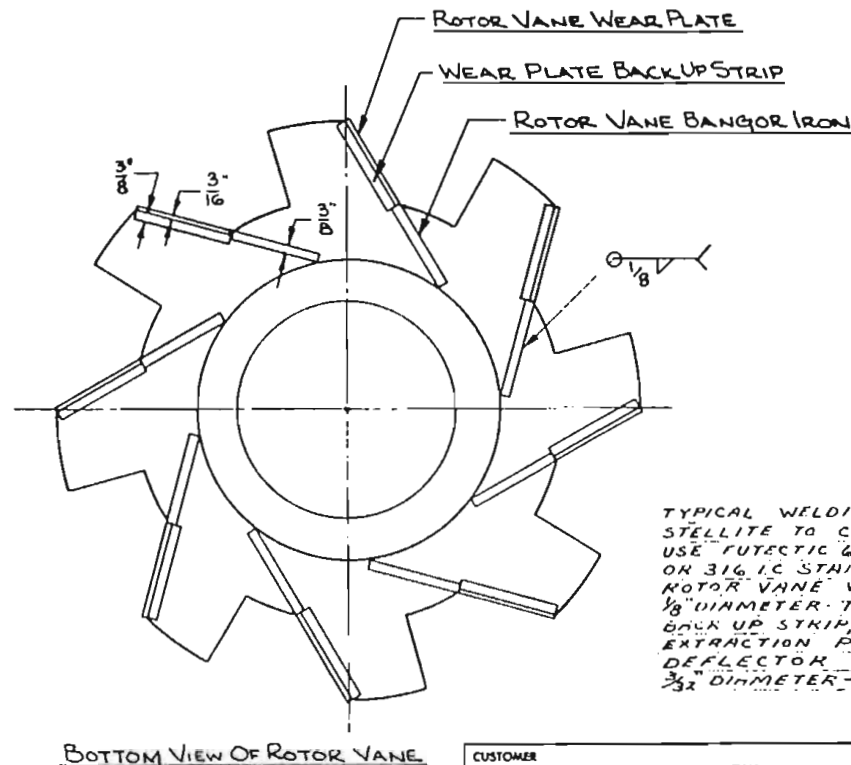 ROTOR VANE WEAR PLATE
WEAR PLATE BACK UP STRIP
ROTOR VANE BANGOR IRON
3"
8
3"
16
3"
8
1/8
TYPICAL WELDI
STELLITE TO C
USE EUTECTIC 6
OR 316 LC STAI
ROTOR VANE
1/8" DIAMETER - T
BACK UP STRIP,
EXTRACTION P
DEFLECTOR
3/32" DIAMETER -
BOTTOM VIEW OF ROTOR VANE
CUSTOMER